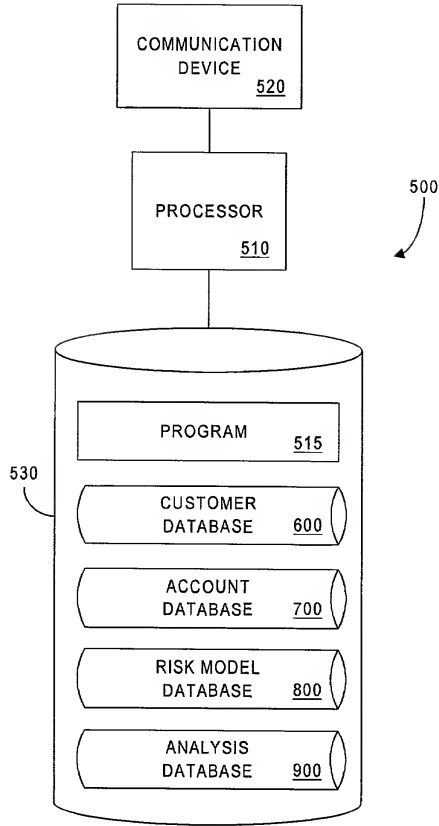 COMMUNICATION
DEVICE
520
PROCESSOR
510
500
PROGRAM
515
530
CUSTOMER
DATABASE
600
ACCOUNT
DATABASE
700
RISK MODEL
DATABASE
800
ANALYSIS
DATABASE
900